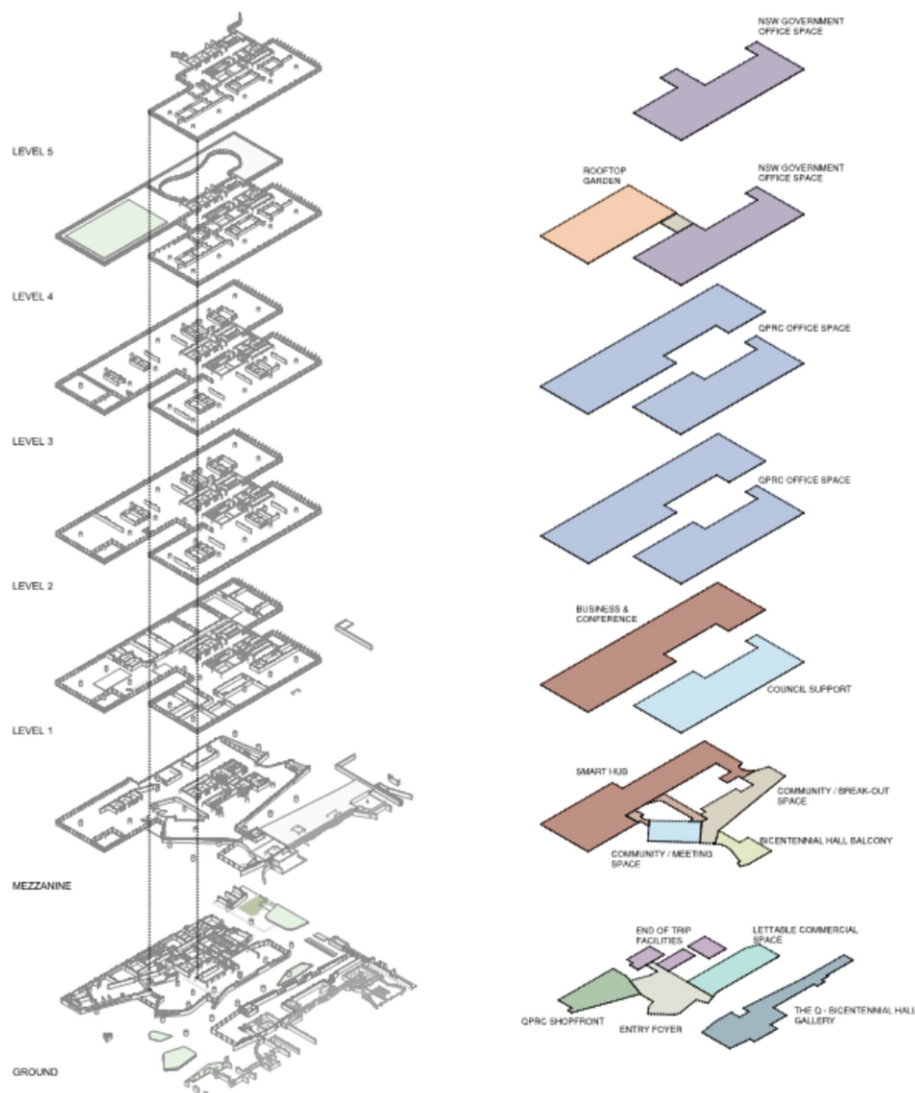 NSW GOVERNMENT
OFFICE SPACE
LEVEL 5
ROOFTOP
GARDEN
NSW GOVERNMENT
OFFICE SPACE
LEVEL 4
QPRC OFFICE SPACE
LEVEL 3
QPRC OFFICE SPACE
LEVEL 2
BUSINESS &
CONFERENCE
COUNCIL SUPPORT
LEVEL 1
SMART HUB
COMMUNITY / BREAK-OUT
SPACE
BICENTENNIAL HALL BALCONY
COMMUNITY / MEETING
SPACE
MEZZANINE
END OF TRIP
FACILITIES
LETTABLE COMMERCIAL
SPACE
QPRC SHOPFRONT
ENTRY FOYER
THE Q - BICENTENNIAL HALL
GALLERY
GROUND